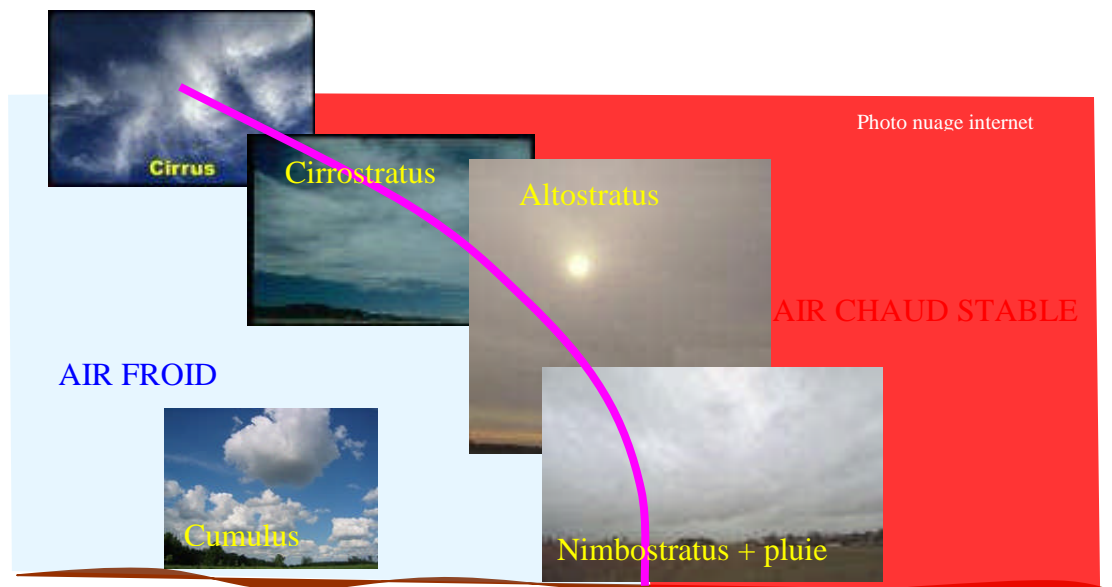 Photo nuage internet
Cirrus
Cirrostratus
Altostratus
AIR CHAUD STABLE
AIR FROID
Cumulus
Nimbostratus + pluie